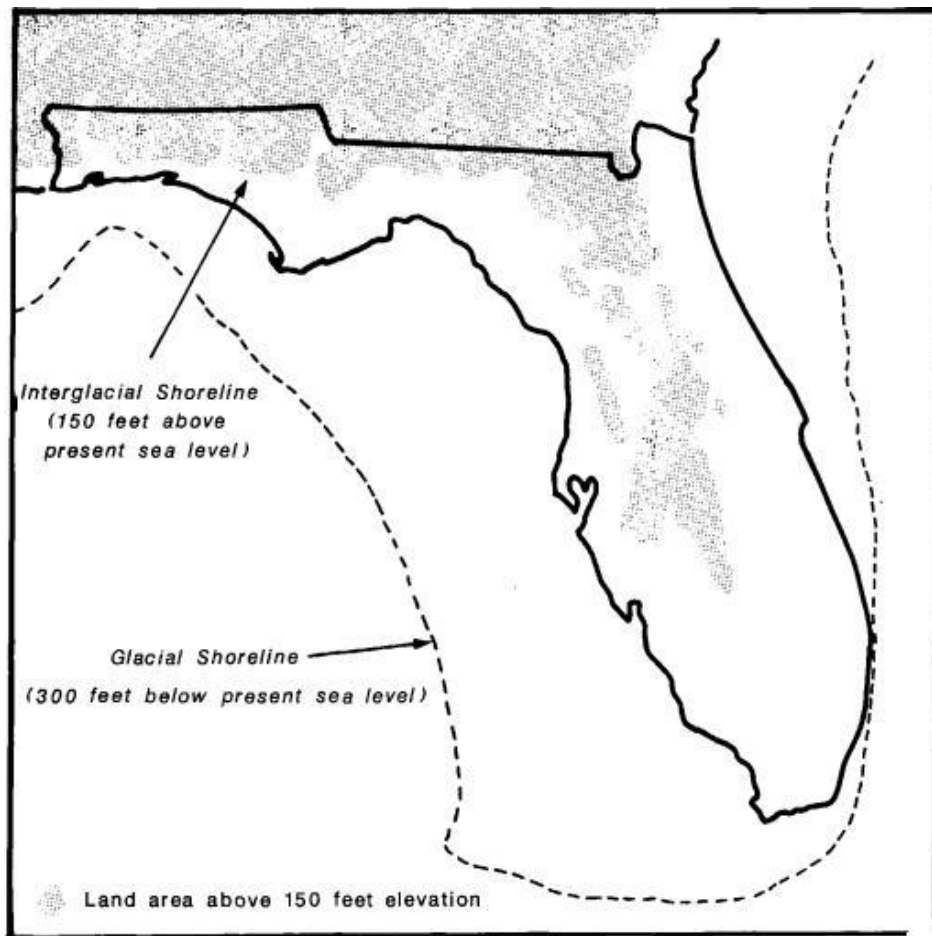 Interglacial Shoreline
(150 feet above
present sea level)
Glacial Shoreline
(300 feet below present sea level)
Land area above 150 feet elevation